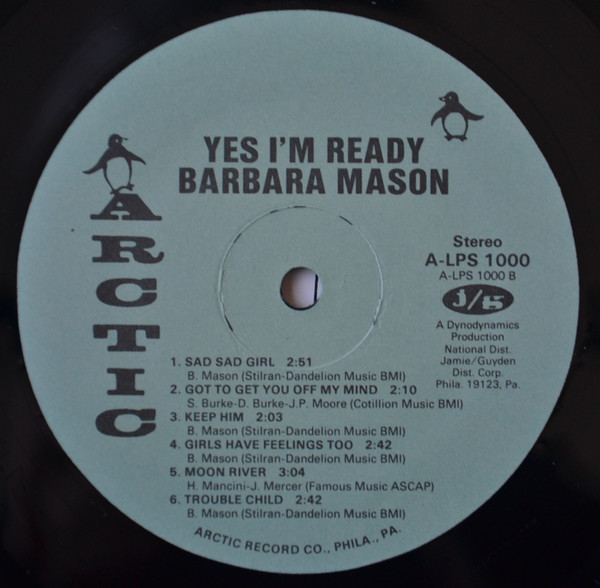 YES I'M READY
BARBARA MASON
ARCTIC
Stereo
A-LPS 1000
A-LPS 1000 B
j/g
A Dynodynamics
Production
National Dist.
Jamie/Guyden
Dist. Corp.
Phila. 19123, Pa.
1. SAD SAD GIRL 2:51
B. Mason (Stilran-Dandelion Music BMI)
2. GOT TO GET YOU OFF MY MIND 2:10
S. Burke-D. Burke-J.P. Moore (Cotillion Music BMI)
3. KEEP HIM 2:03
B. Mason (Stilran-Dandelion Music BMI)
4. GIRLS HAVE FEELINGS TOO 2:42
B. Mason (Stilran-Dandelion Music BMI)
5. MOON RIVER 3:04
H. Mancini-J. Mercer (Famous Music ASCAP)
6. TROUBLE CHILD 2:42
B. Mason (Stilran-Dandelion Music BMI)
ARCTIC RECORD CO., PHILA., PA.